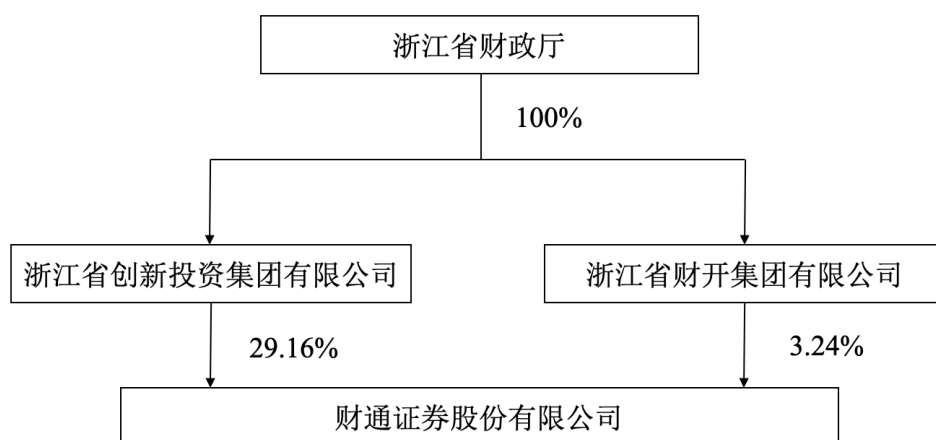 浙江省财政厅
100%
浙江省创新投资集团有限公司
浙江省财开集团有限公司
29.16%
3.24%
财通证券股份有限公司